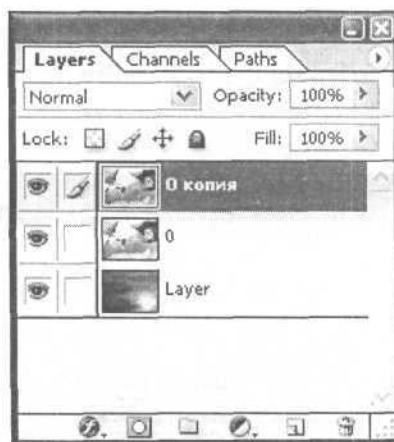 Layers Channels Paths
Normal Opacity: 100%
Lock: Fill: 100%
0 копия
0
Layer